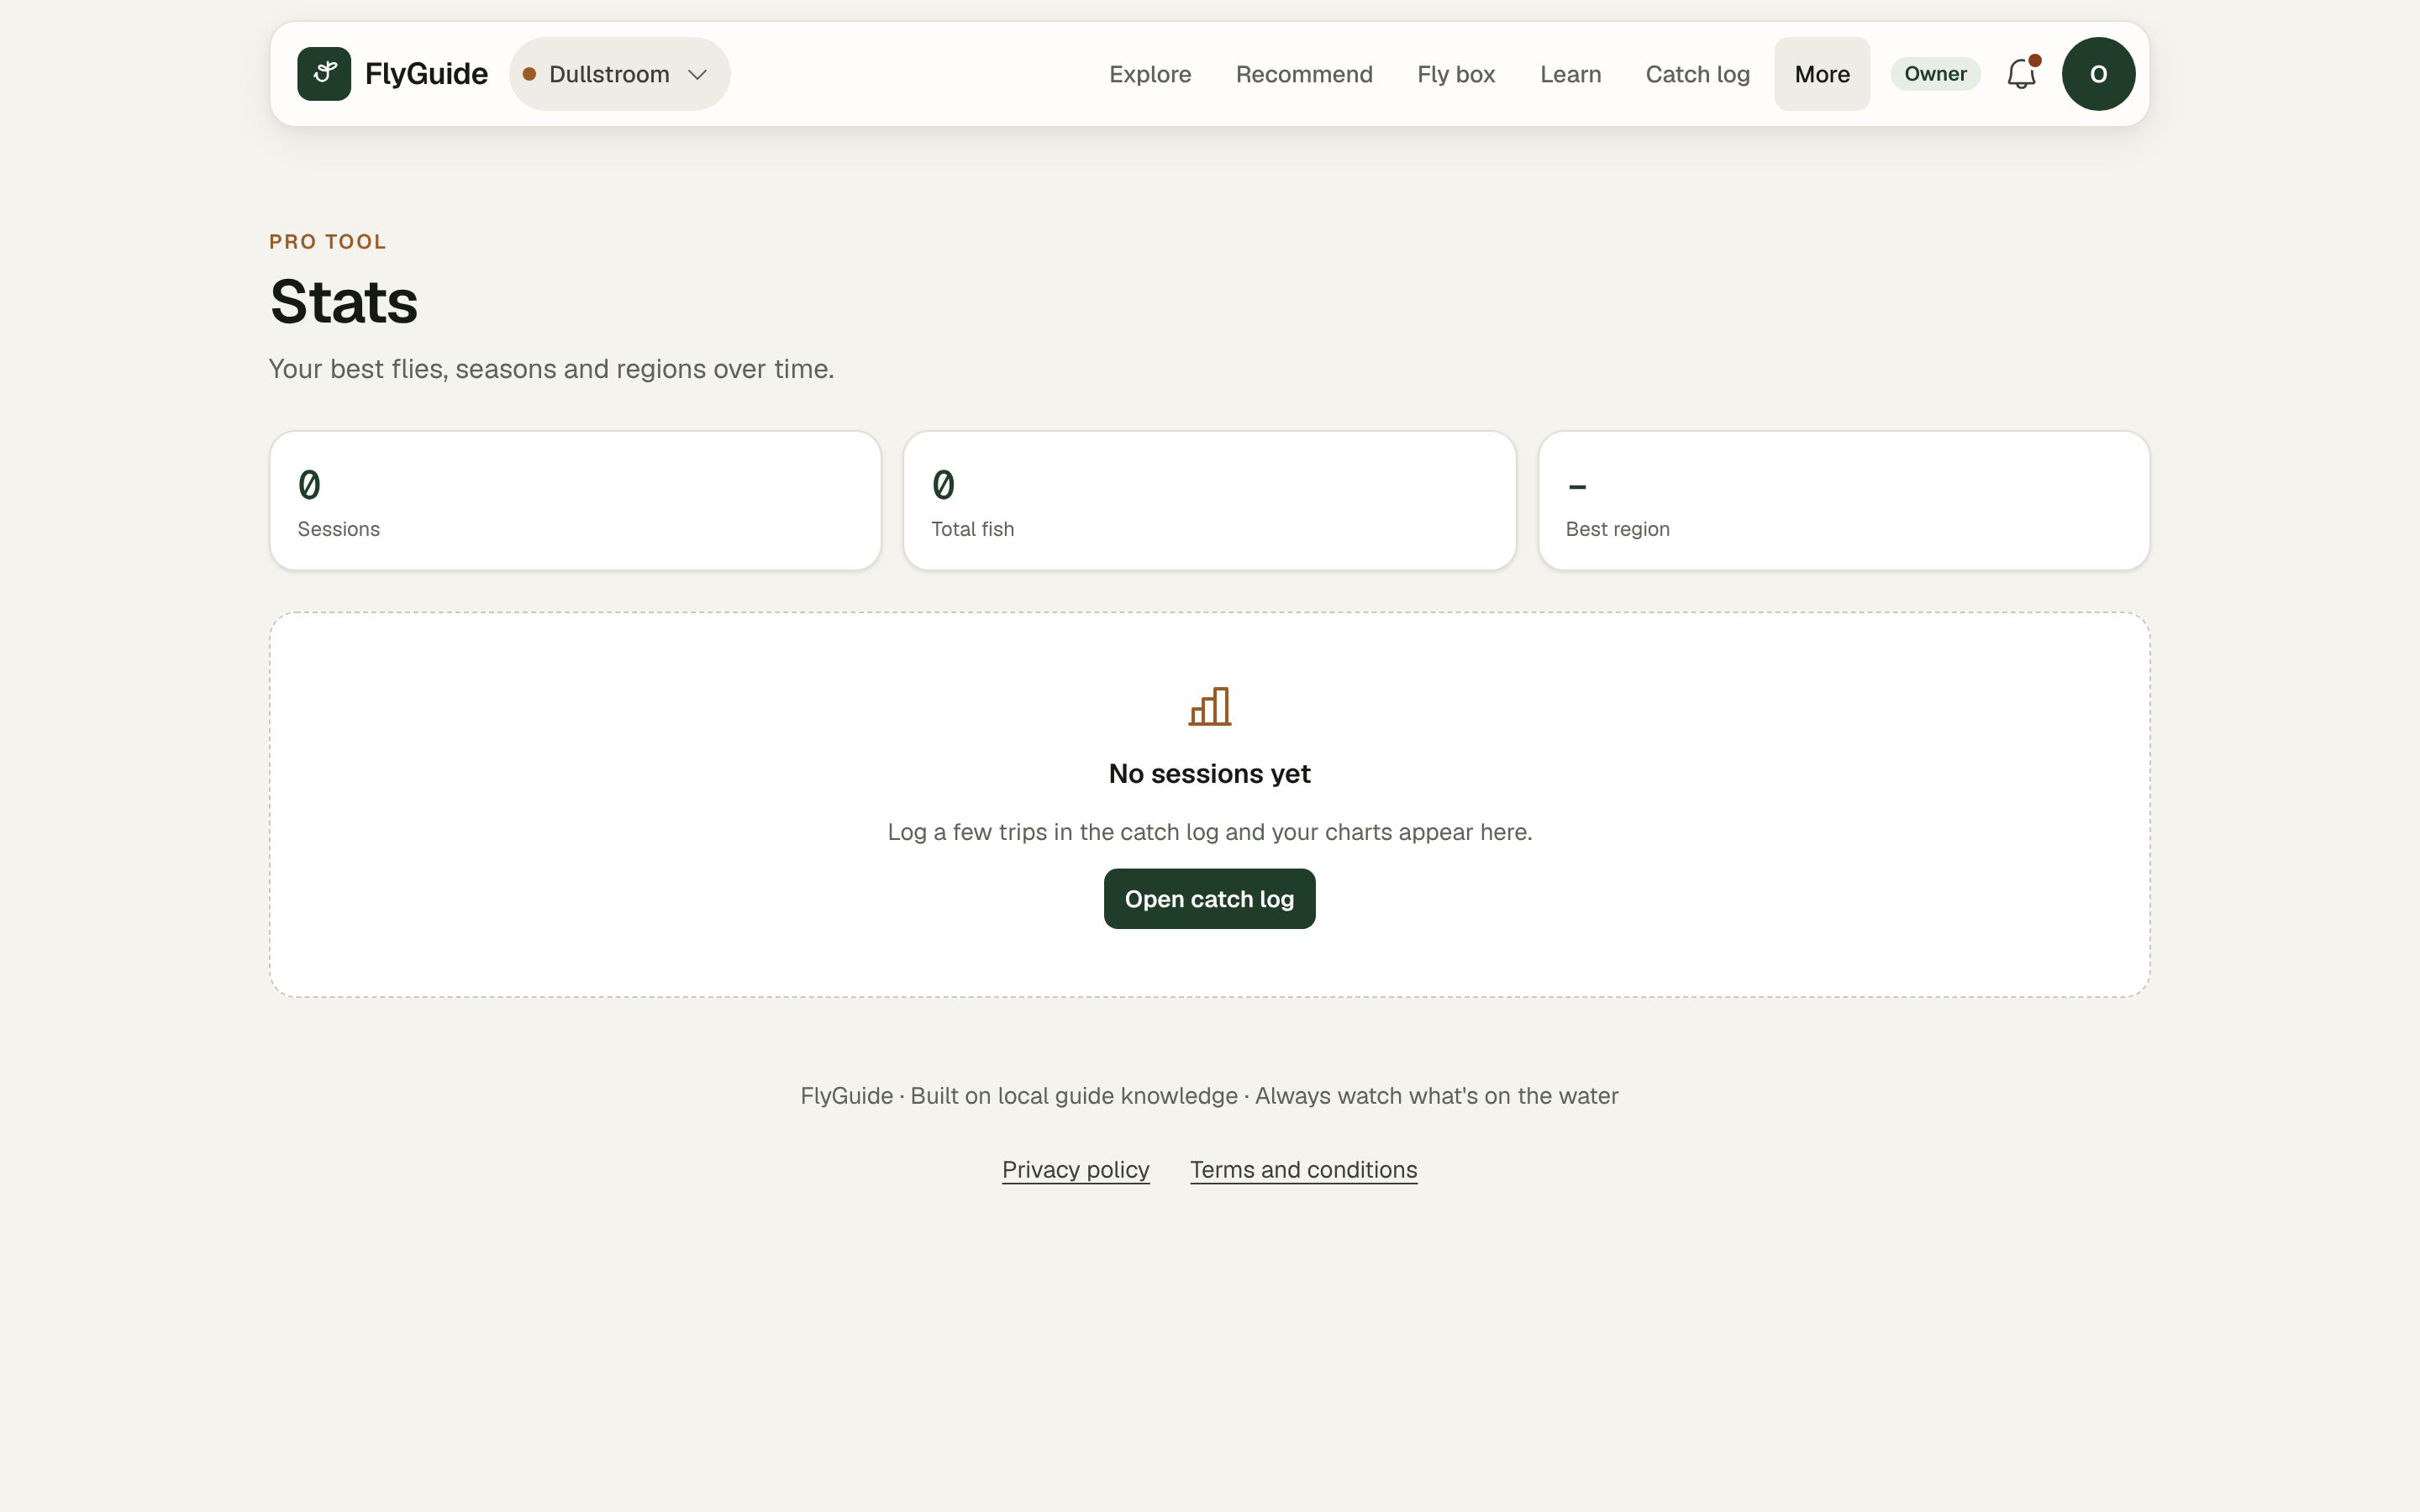 FlyGuide
Dullstroom
Explore
Recommend
Fly box
Learn
Catch log
More
Owner
O
PRO TOOL
Stats
Your best flies, seasons and regions over time.
0
Sessions
0
Total fish
–
Best region
No sessions yet
Log a few trips in the catch log and your charts appear here.
Open catch log
FlyGuide · Built on local guide knowledge · Always watch what's on the water
Privacy policy
Terms and conditions